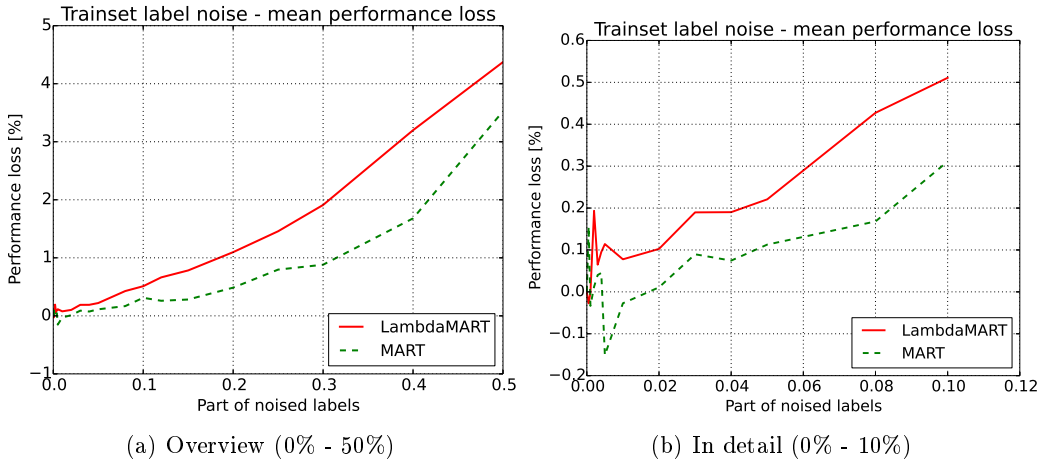 Trainset label noise - mean performance loss
5
4
3
2
1
0
−1
0.0 0.1 0.2 0.3 0.4 0.5
Performance loss [%]
Part of noised labels
LambdaMART
MART
(a) Overview (0% - 50%)
Trainset label noise - mean performance loss
0.6
0.5
0.4
0.3
0.2
0.1
0.0
−0.1
−0.2
0.00 0.02 0.04 0.06 0.08 0.10 0.12
Performance loss [%]
Part of noised labels
LambdaMART
MART
(b) In detail (0% - 10%)